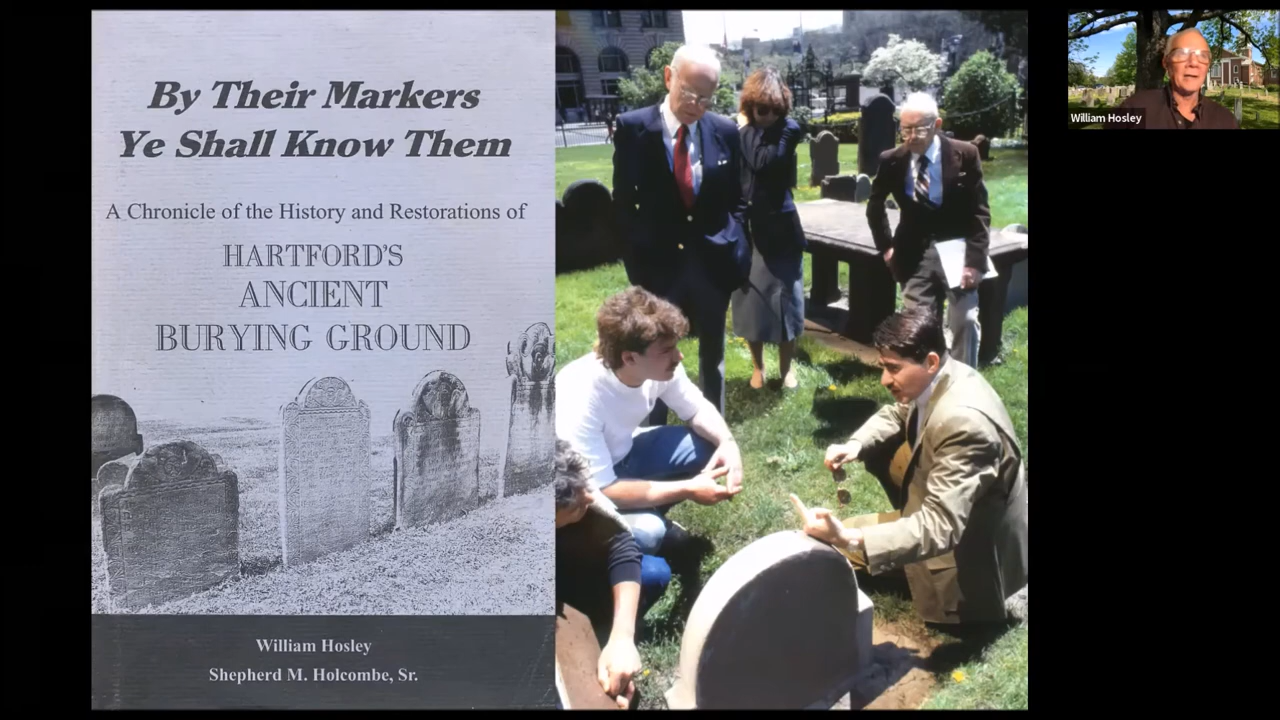 By Their Markers
Ye Shall Know Them
A Chronicle of the History and Restorations of
HARTFORD'S
ANCIENT
BURYING GROUND
William Hosley
Shepherd M. Holcombe, Sr.
William Hosley